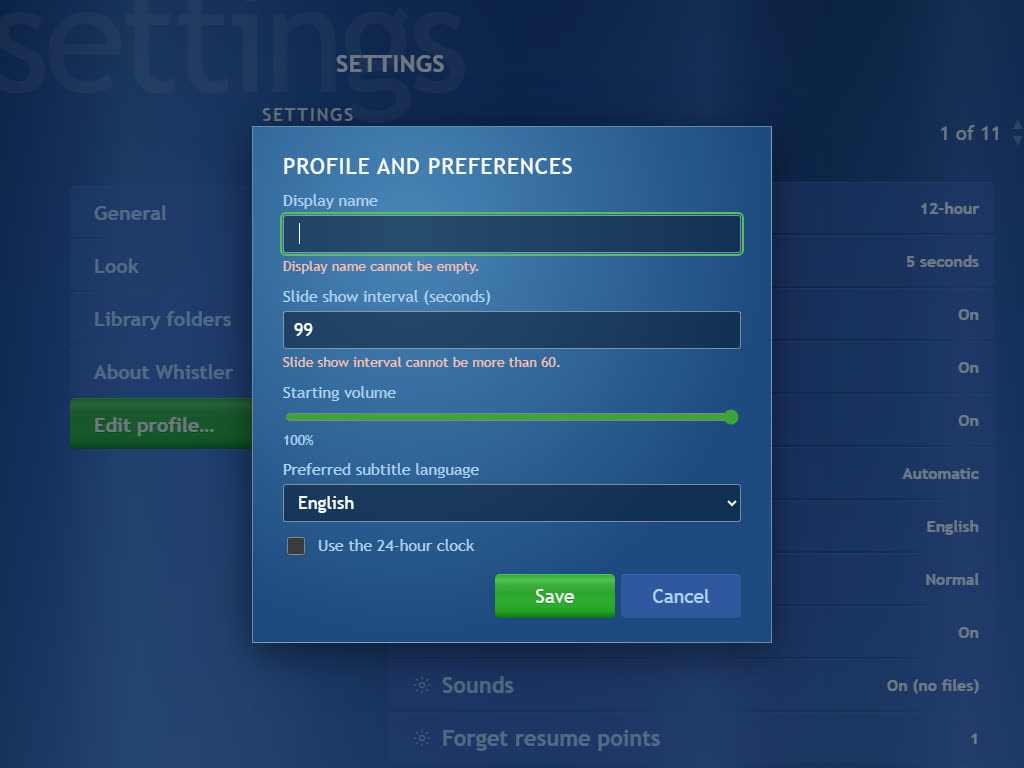 settings
SETTINGS
SETTINGS
1 of 11
General
Look
Library folders
About Whistler
Edit profile...
PROFILE AND PREFERENCES
Display name
Display name cannot be empty.
Slide show interval (seconds)
99
Slide show interval cannot be more than 60.
Starting volume
100%
Preferred subtitle language
English
Use the 24-hour clock
Save
Cancel
12-hour
5 seconds
On
On
On
Automatic
English
Normal
On
Sounds
On (no files)
Forget resume points
1